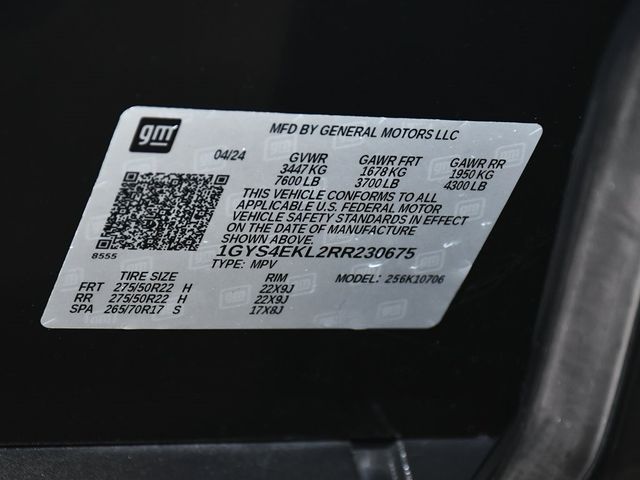 gm
MFD BY GENERAL MOTORS LLC
04/24 GVWR GAWR FRT GAWR RR
3447 KG 1678 KG 1950 KG
7600 LB 3700 LB 4300 LB
THIS VEHICLE CONFORMS TO ALL
APPLICABLE U.S. FEDERAL MOTOR
VEHICLE SAFETY STANDARDS IN EFFECT
ON THE DATE OF MANUFACTURE
SHOWN ABOVE.
8555
1GYS4EKL2RR230675
TYPE: MPV MODEL: 256K10706
TIRE SIZE RIM
FRT 275/50R22 H 22X9J
RR 275/50R22 H 22X9J
SPA 265/70R17 S 17X8J